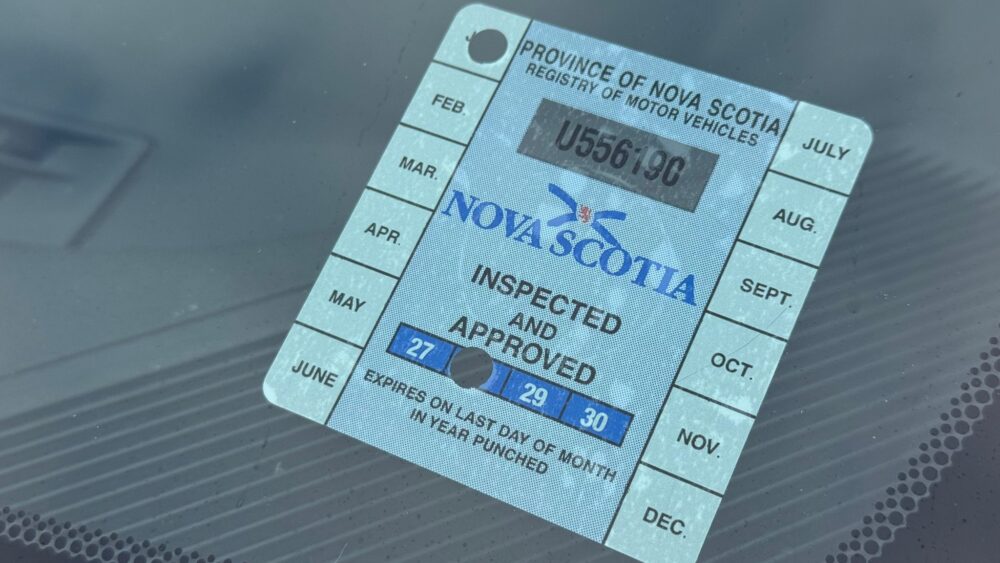 PROVINCE OF NOVA SCOTIA
REGISTRY OF MOTOR VEHICLES
U556190
NOVA SCOTIA
INSPECTED
AND
APPROVED
27 29 30
EXPIRES ON LAST DAY OF MONTH
IN YEAR PUNCHED
FEB.
MAR.
APR.
MAY
JUNE
JULY
AUG.
SEPT.
OCT.
NOV.
DEC.